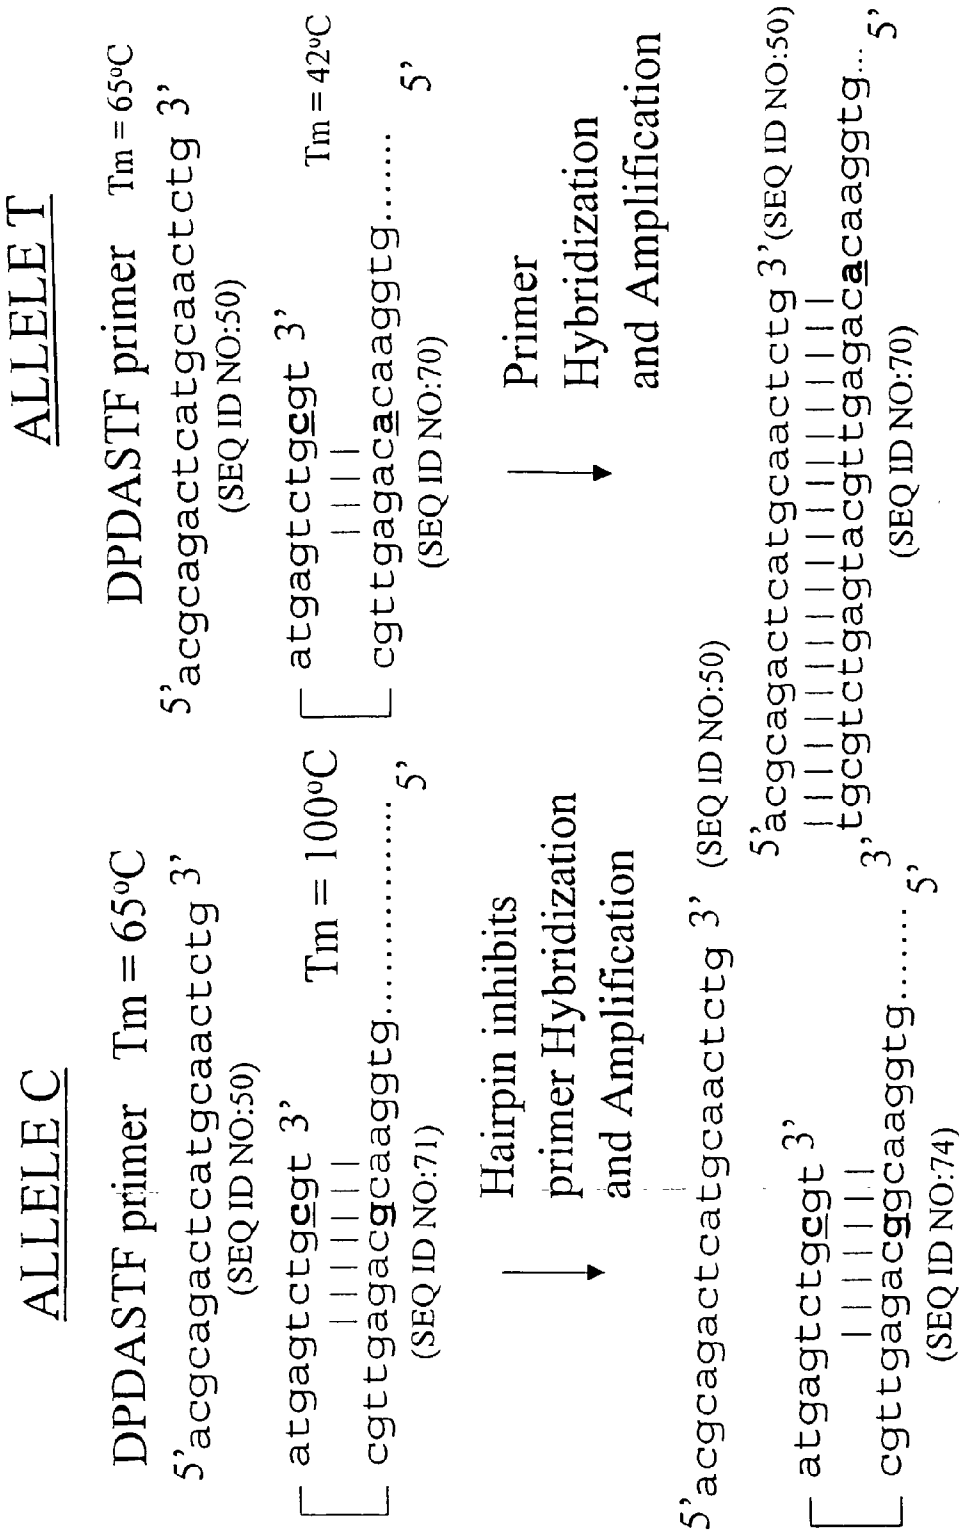 ALLELE C
DPDASTF primer Tm = 65°C
5’acgcagactcatgcaactctg 3’
(SEQ ID NO:50)
atgagtctgcgt 3’
Tm = 100°C
cgttgagacgcaaggtg............ 5’
(SEQ ID NO:71)
Hairpin inhibits
primer Hybridization
and Amplification
5’acgcagactcatgcaactctg 3’ (SEQ ID NO:50)
atgagtctgcgt 3’
cgttgagacggcaaggtg....... 5’
(SEQ ID NO:74)
ALLELE T
DPDASTF primer Tm = 65°C
5’acgcagactcatgcaactctg 3’
(SEQ ID NO:50)
atgagtctgcgt 3’
Tm = 42°C
cgttgagacacaaggtg...... 5’
(SEQ ID NO:70)
Primer
Hybridization
and Amplification
5’acgcagactcatgcaactctg 3’(SEQ ID NO:50)
3’ tgcgtctgagtacgttgagacacaaggtg... 5’
(SEQ ID NO:70)